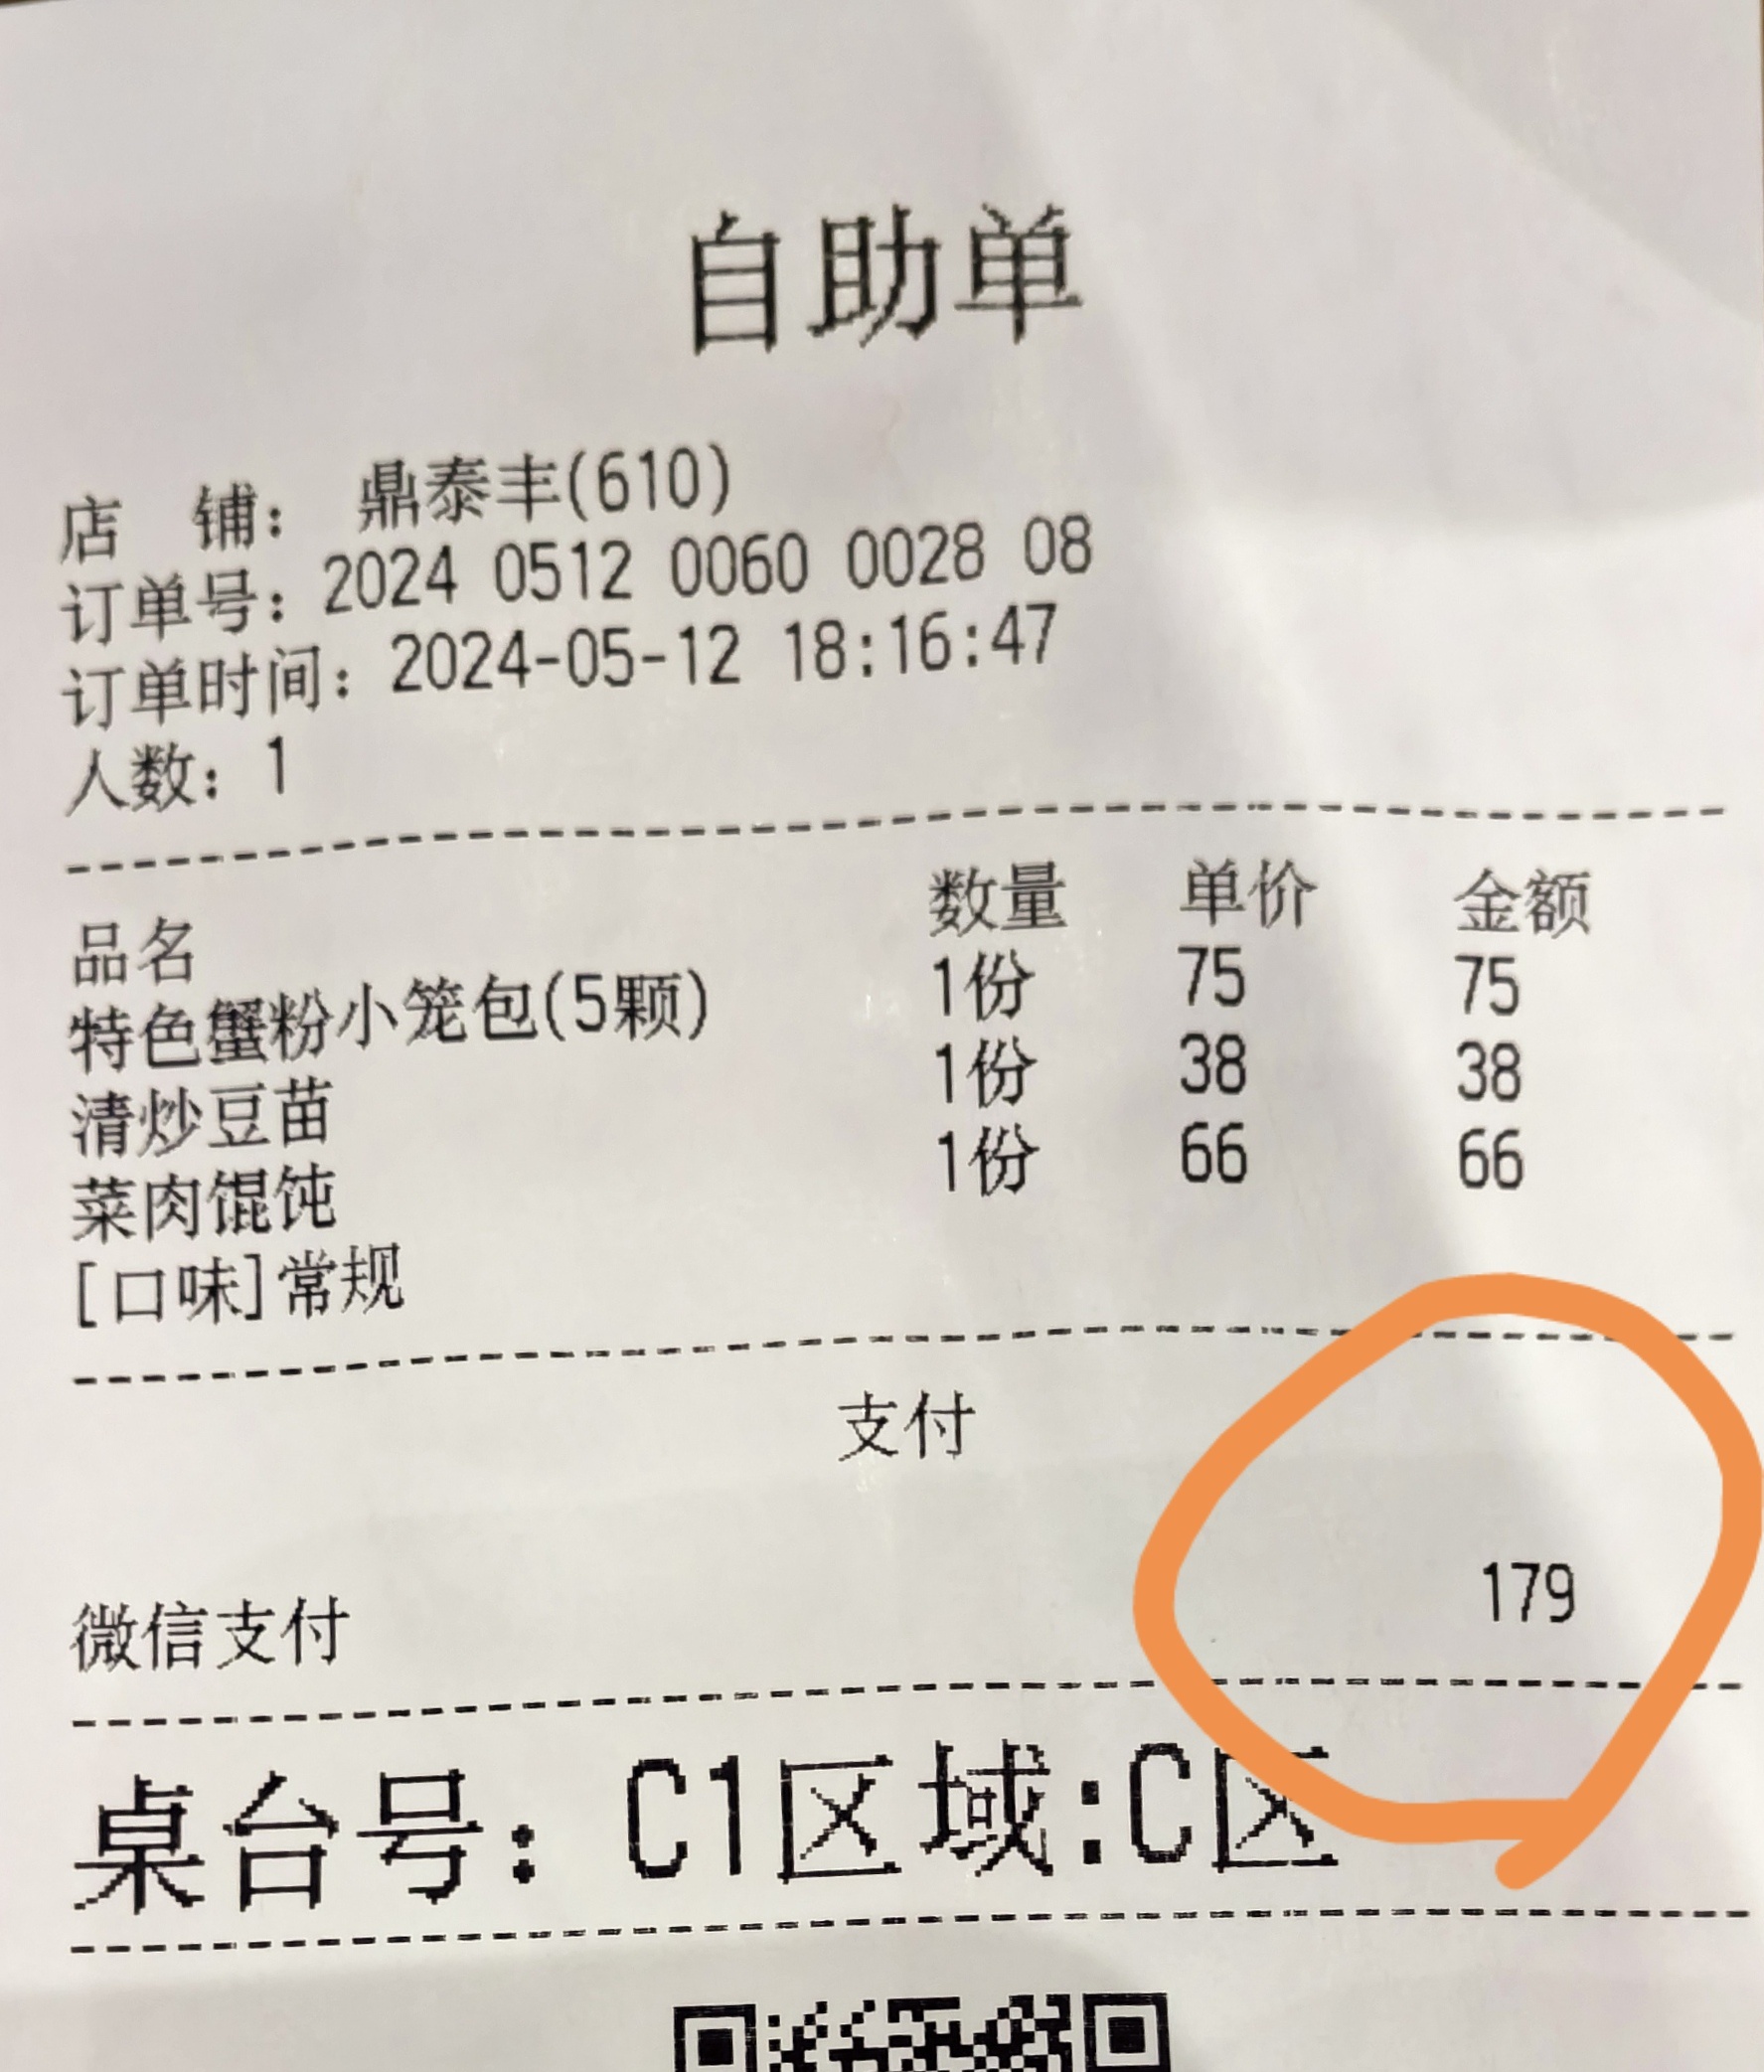 自助单
店 铺： 鼎泰丰(610)
订单号：2024 0512 0060 0028 08
订单时间：2024-05-12 18:16:47
人数：1
品名 数量 单价 金额
特色蟹粉小笼包(5颗) 1份 75 75
清炒豆苗 1份 38 38
菜肉馄饨 1份 66 66
[口味]常规
支付
微信支付 179
桌台号：C1区域:C区